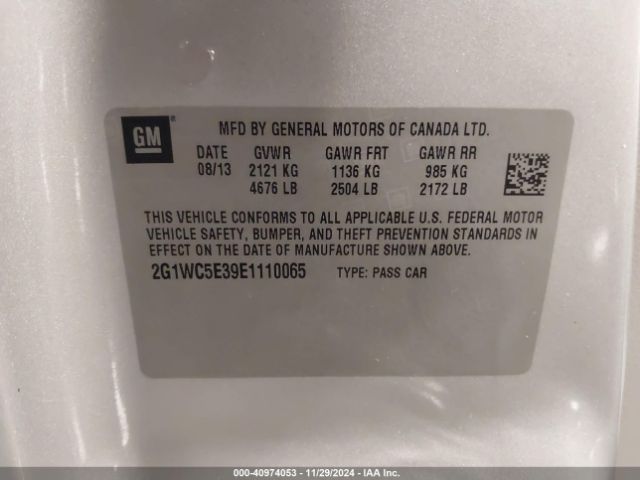 GM ®
MFD BY GENERAL MOTORS OF CANADA LTD.
DATE GVWR GAWR FRT GAWR RR
08/13 2121 KG 1136 KG 985 KG
4676 LB 2504 LB 2172 LB
THIS VEHICLE CONFORMS TO ALL APPLICABLE U.S. FEDERAL MOTOR
VEHICLE SAFETY, BUMPER, AND THEFT PREVENTION STANDARDS IN
EFFECT ON THE DATE OF MANUFACTURE SHOWN ABOVE.
2G1WC5E39E1110065 TYPE: PASS CAR
000-40974053 - 11/29/2024 - IAA Inc.